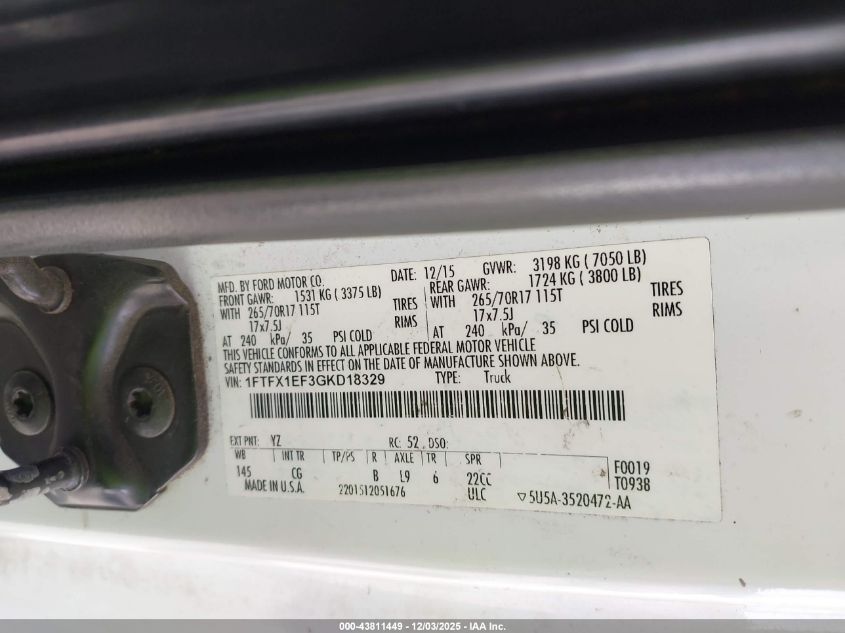 MFD. BY FORD MOTOR CO. DATE: 12/15 GVWR: 3198 KG ( 7050 LB)
FRONT GAWR: 1531 KG ( 3375 LB) REAR GAWR: 1724 KG ( 3800 LB)
WITH 265/70R17 115T TIRES WITH 265/70R17 115T TIRES
17x7.5J RIMS 17x7.5J RIMS
AT 240 kPa/ 35 PSI COLD AT 240 kPa/ 35 PSI COLD
THIS VEHICLE CONFORMS TO ALL APPLICABLE FEDERAL MOTOR VEHICLE
SAFETY STANDARDS IN EFFECT ON THE DATE OF MANUFACTURE SHOWN ABOVE.
VIN: 1FTFX1EF3GKD18329 TYPE: Truck
EXT PNT: YZ RC: 52 DSO:
WB INT TR TP/PS R AXLE TR SPR F0019
145 CG B L9 6 22CC T0938
MADE IN U.S.A. 2201512051676 ULC ▽5U5A-3520472-AA
000-43811449 - 12/03/2025 - IAA Inc.